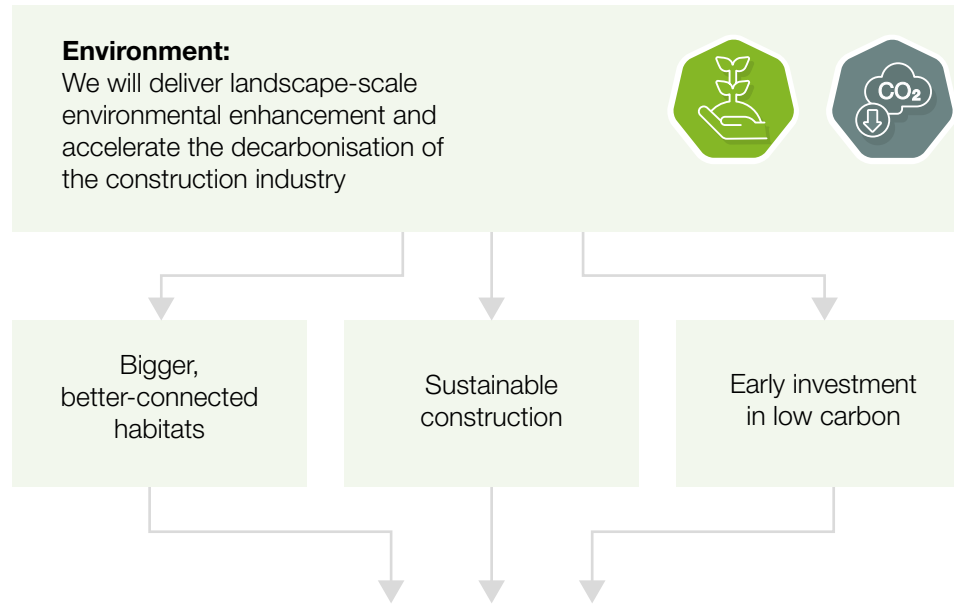 Environment:
We will deliver landscape-scale
environmental enhancement and
accelerate the decarbonisation of
the construction industry
CO₂
Bigger,
better-connected
habitats
Sustainable
construction
Early investment
in low carbon